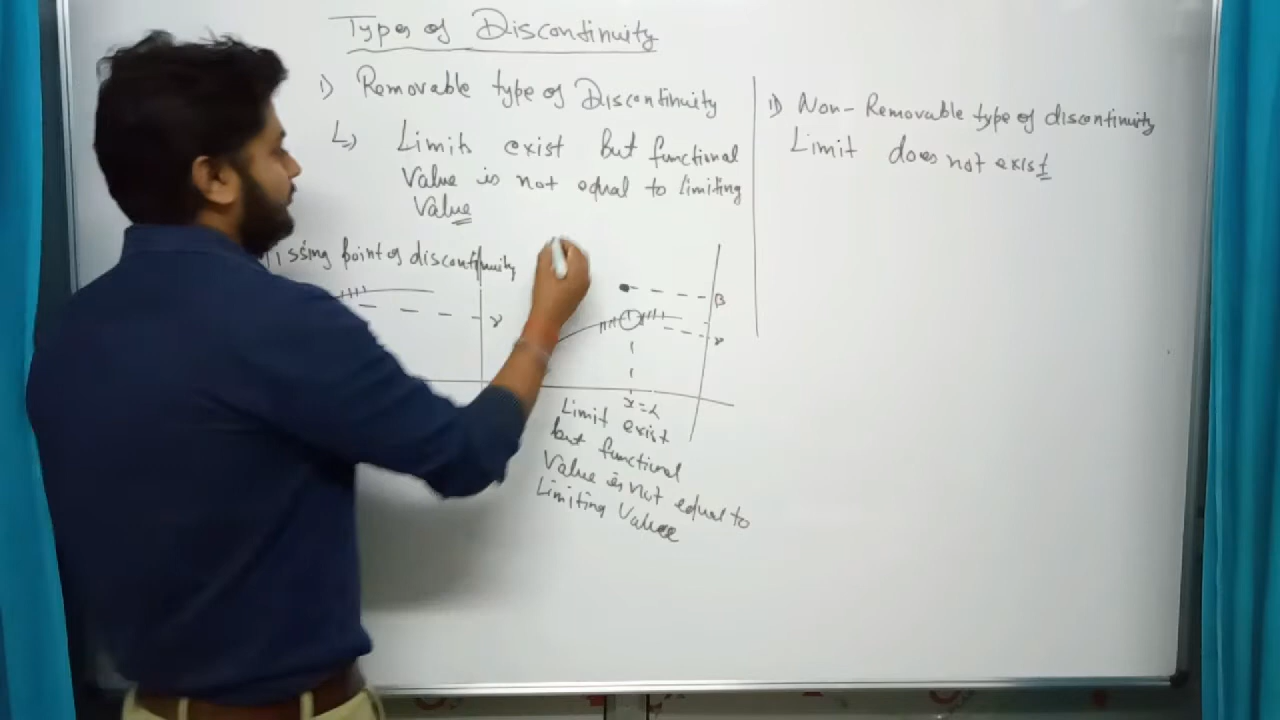 Types of Discontinuity
1) Removable type of Discontinuity
L) Limits exist But functional
Value is not equal to limiting
Value
Missing point of discontinuity
γ
β
γ
x = α
Limit exist
but functional
Value is not equal to
Limiting Value
1) Non-Removable type of discontinuity
Limit does not exist